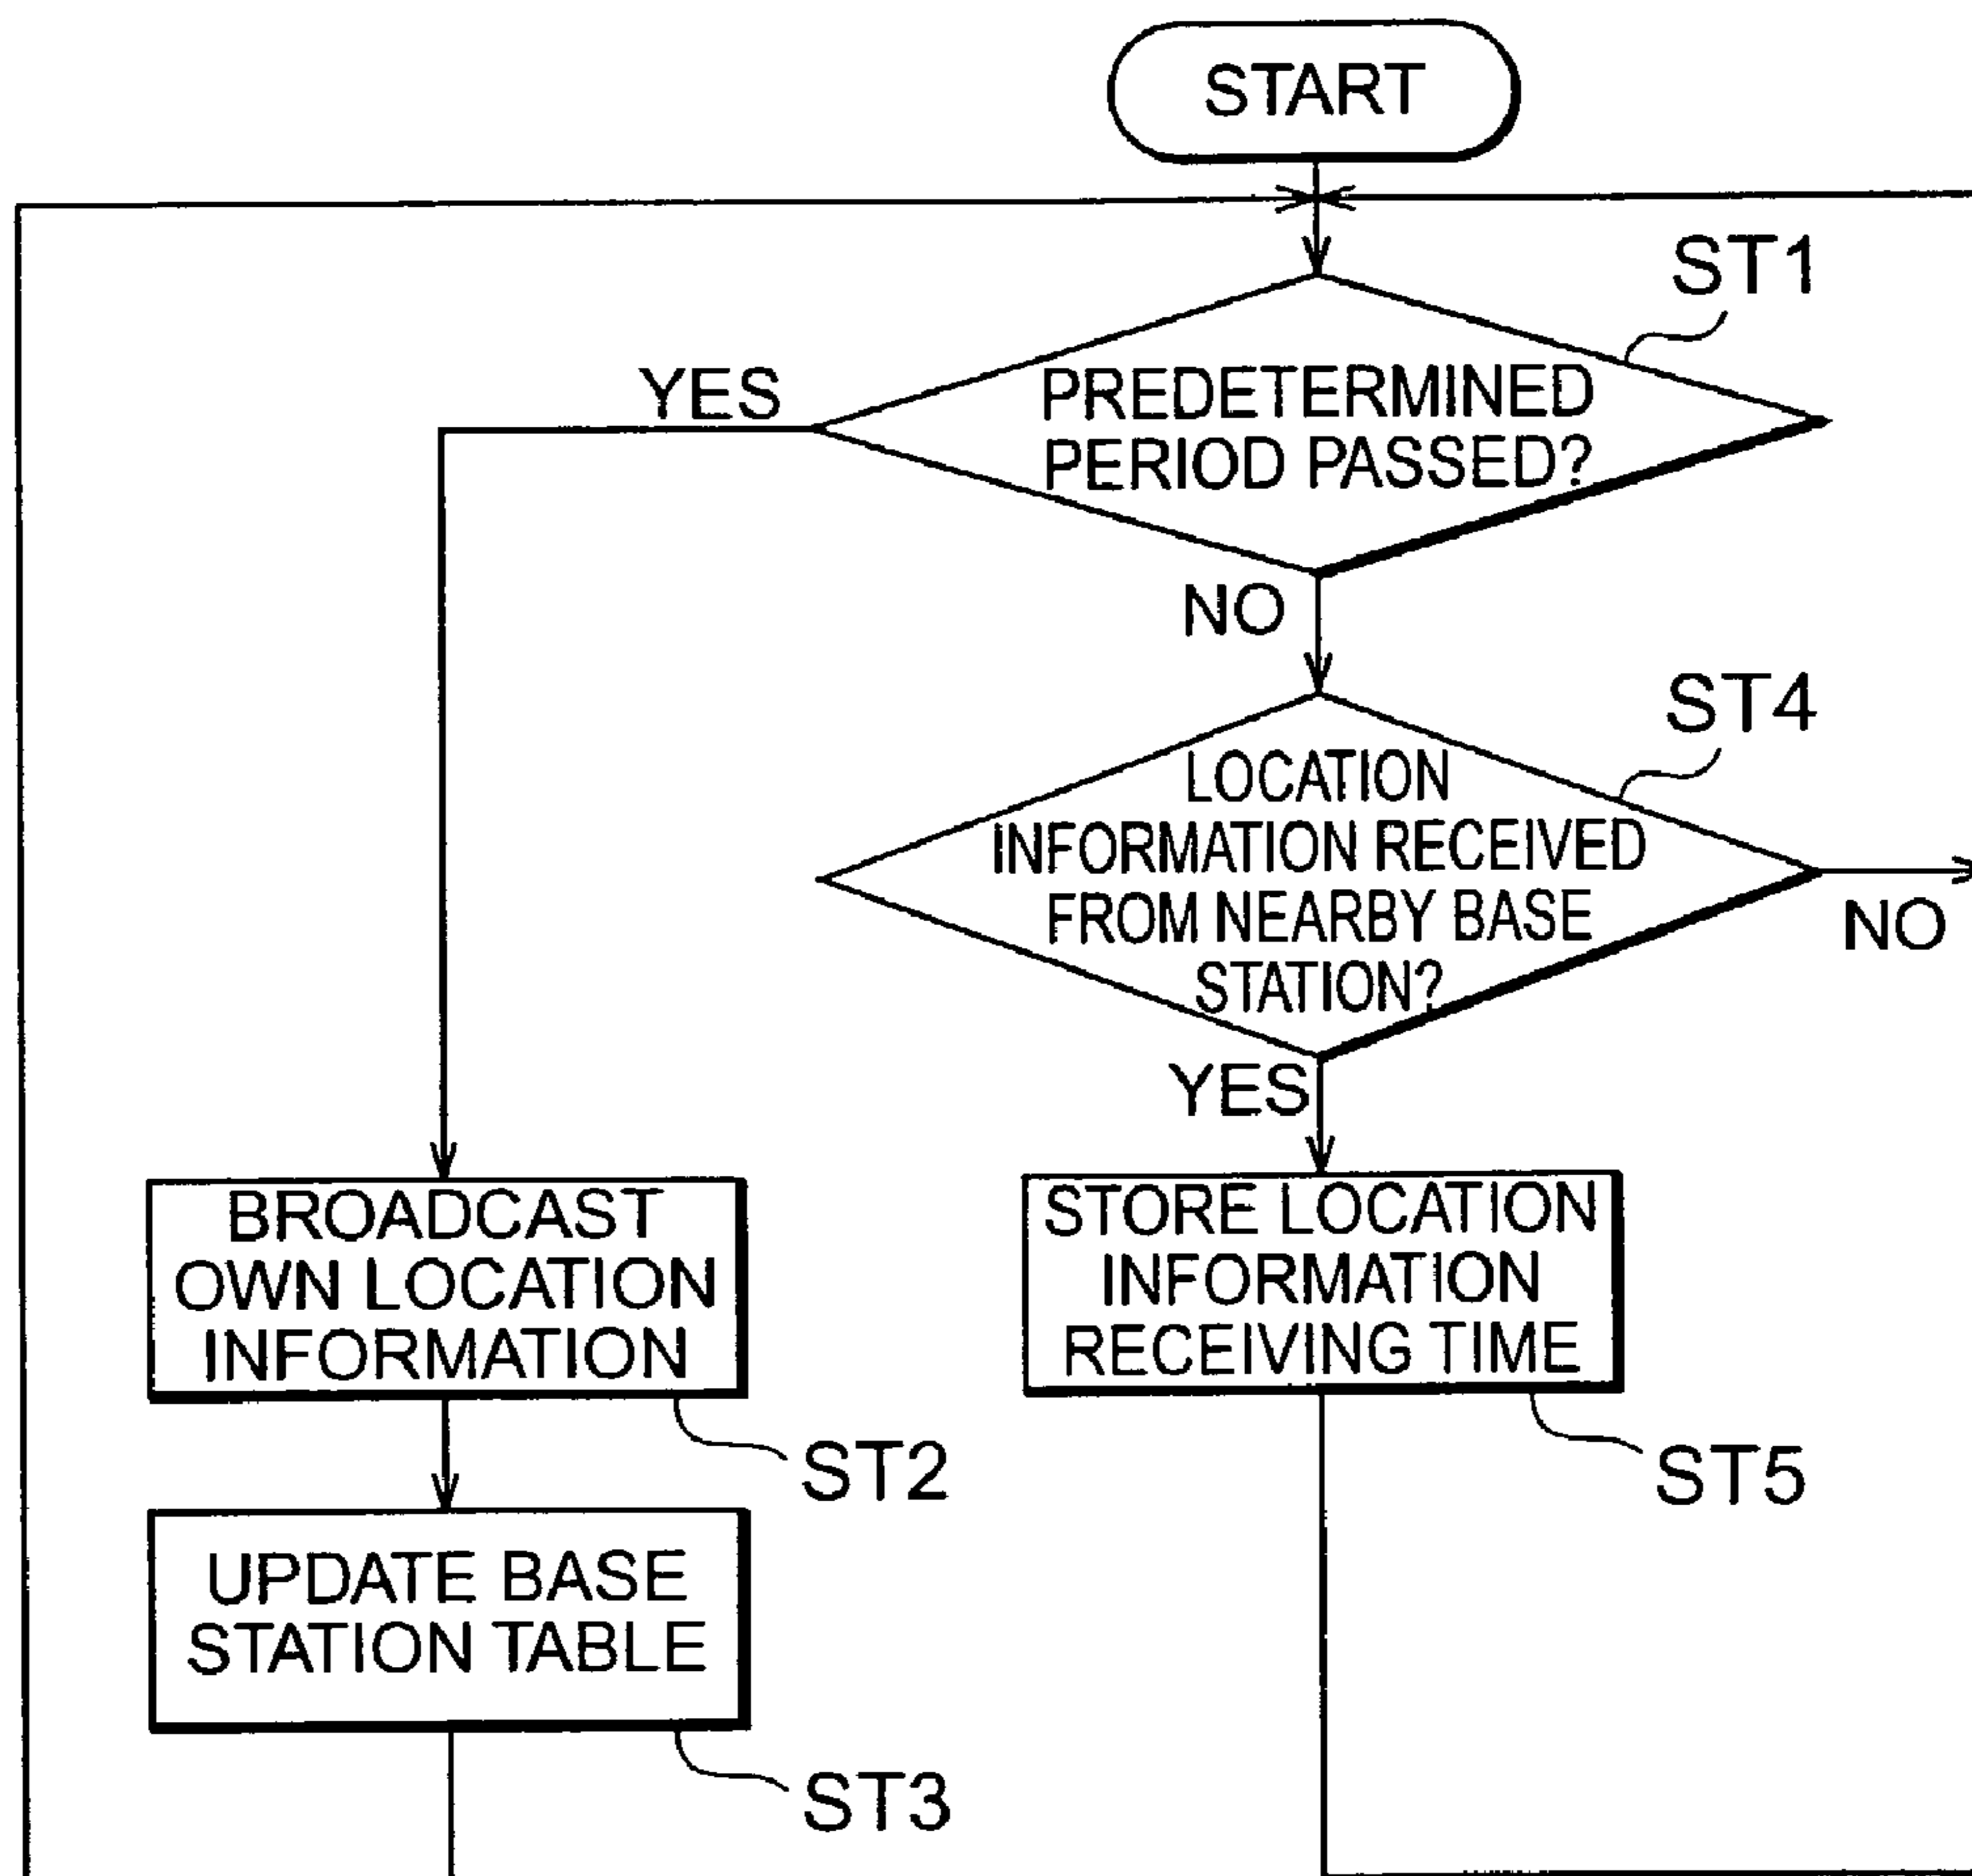 START
ST1
YES
PREDETERMINED
PERIOD PASSED?
NO
ST4
LOCATION
INFORMATION RECEIVED
FROM NEARBY BASE
STATION?
NO
YES
BROADCAST
OWN LOCATION
INFORMATION
STORE LOCATION
INFORMATION
RECEIVING TIME
ST2
ST5
UPDATE BASE
STATION TABLE
ST3